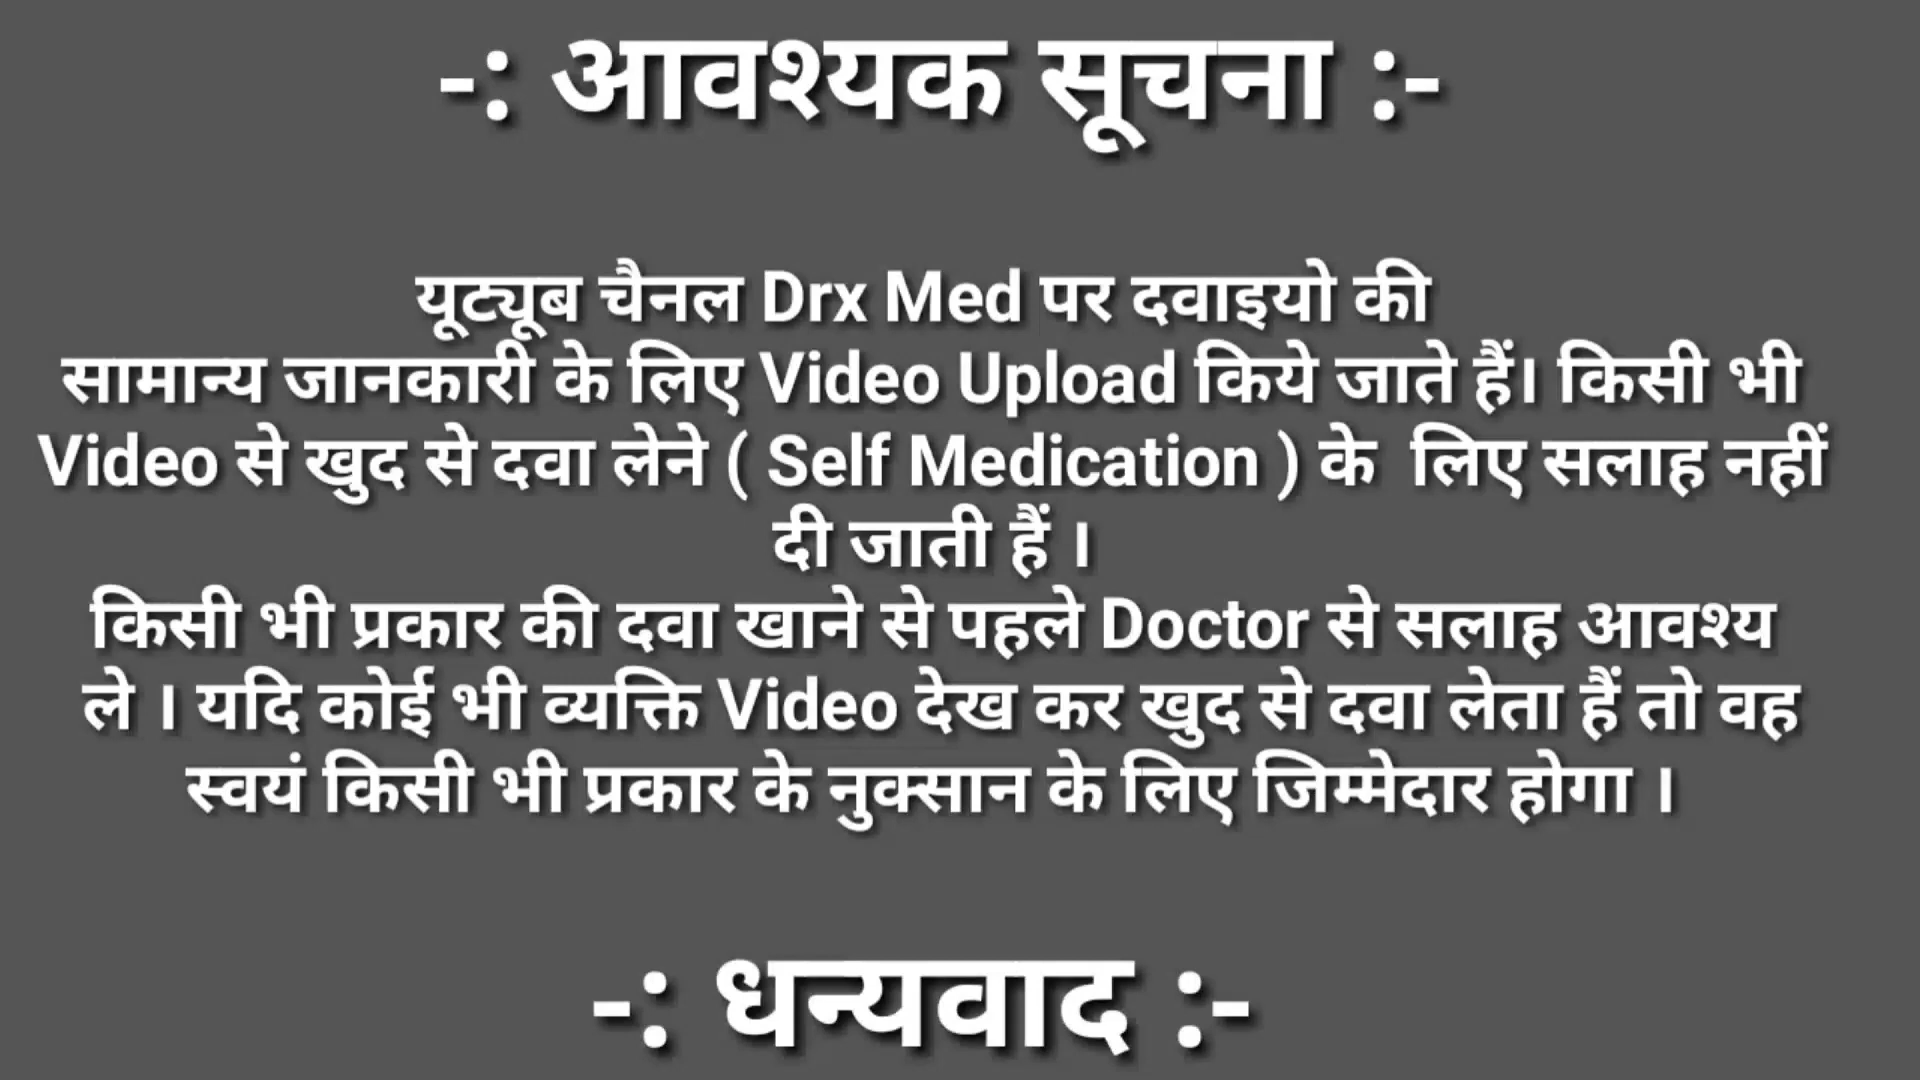 -: आवश्यक सूचना :-
यूट्यूब चैनल Drx Med पर दवाइयो की
सामान्य जानकारी के लिए Video Upload किये जाते हैं। किसी भी
Video से खुद से दवा लेने ( Self Medication ) के लिए सलाह नहीं
दी जाती हैं ।
किसी भी प्रकार की दवा खाने से पहले Doctor से सलाह आवश्य
ले । यदि कोई भी व्यक्ति Video देख कर खुद से दवा लेता हैं तो वह
स्वयं किसी भी प्रकार के नुक्सान के लिए जिम्मेदार होगा ।
-: धन्यवाद :-